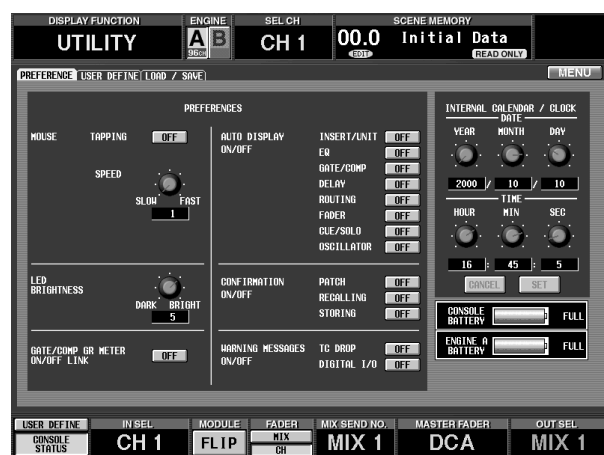 DISPLAY FUNCTION ENGINE SEL CH SCENE MEMORY
UTILITY A B CH 1 00.0 Initial Data
96CH EDIT READ ONLY
PREFERENCE USER DEFINE LOAD / SAVE MENU
PREFERENCES
MOUSE TAPPING OFF
SPEED
SLOW FAST
1
LED
BRIGHTNESS
DARK BRIGHT
5
GATE/COMP GR METER
ON/OFF LINK OFF
AUTO DISPLAY
ON/OFF
INSERT/UNIT OFF
EQ OFF
GATE/COMP OFF
DELAY OFF
ROUTING OFF
FADER OFF
CUE/SOLO OFF
OSCILLATOR OFF
CONFIRMATION
ON/OFF
PATCH OFF
RECALLING OFF
STORING OFF
WARNING MESSAGES
ON/OFF
TC DROP OFF
DIGITAL I/O OFF
INTERNAL CALENDAR / CLOCK
DATE
YEAR MONTH DAY
2000 / 10 / 10
TIME
HOUR MIN SEC
16 : 45 : 5
CANCEL SET
CONSOLE
BATTERY FULL
ENGINE A
BATTERY FULL
USER DEFINE IN SEL MODULE FADER MIX SEND NO. MASTER FADER OUT SEL
CONSOLE
STATUS
CH 1 FLIP MIX
CH
MIX 1 DCA MIX 1